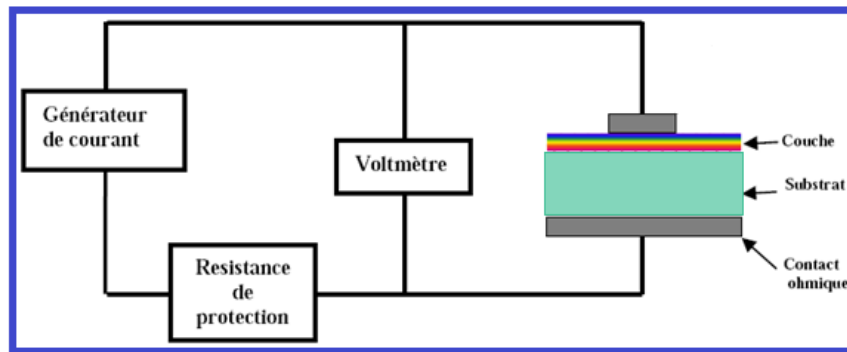 Générateur
de courant
Voltmètre
Resistance
de
protection
Couche
Substrat
Contact
ohmique